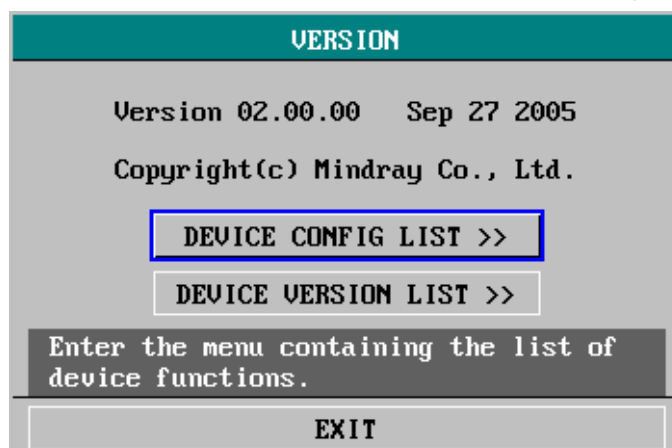 VERSION
Version 02.00.00 Sep 27 2005
Copyright(c) Mindray Co., Ltd.
DEVICE CONFIG LIST >>
DEVICE VERSION LIST >>
Enter the menu containing the list of
device functions.
EXIT